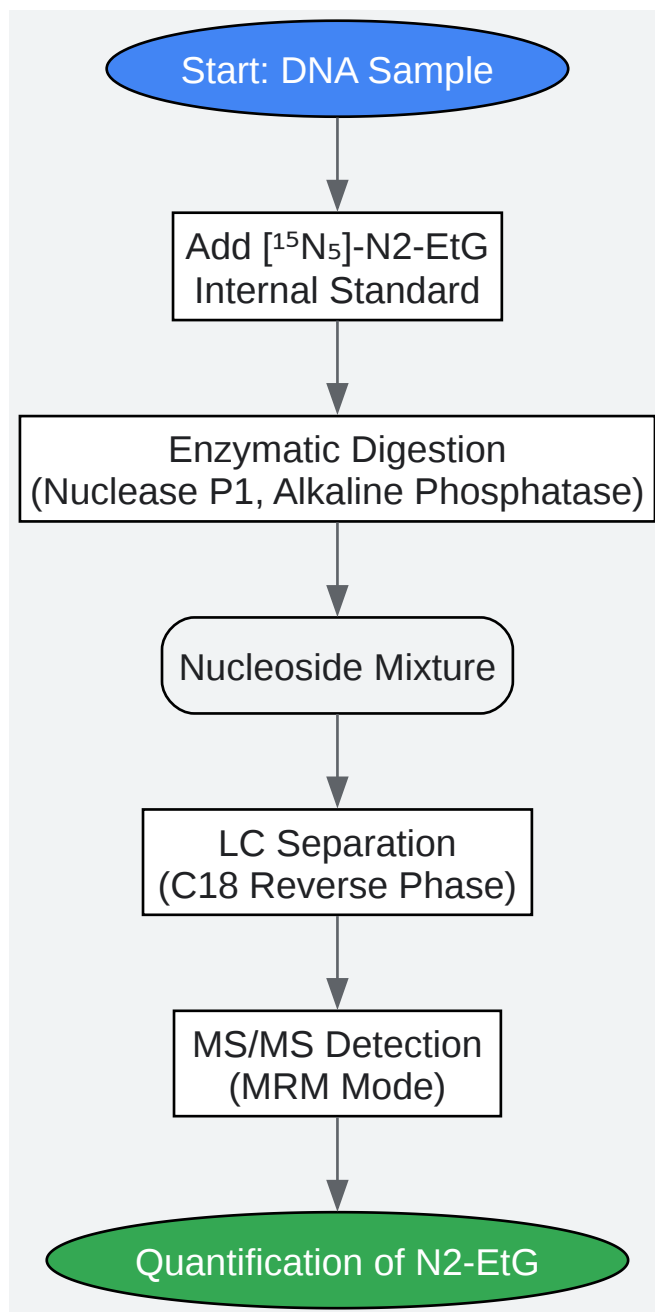 Start: DNA Sample
Add [¹⁵N₅]-N2-EtG
Internal Standard
Enzymatic Digestion
(Nuclease P1, Alkaline Phosphatase)
Nucleoside Mixture
LC Separation
(C18 Reverse Phase)
MS/MS Detection
(MRM Mode)
Quantification of N2-EtG